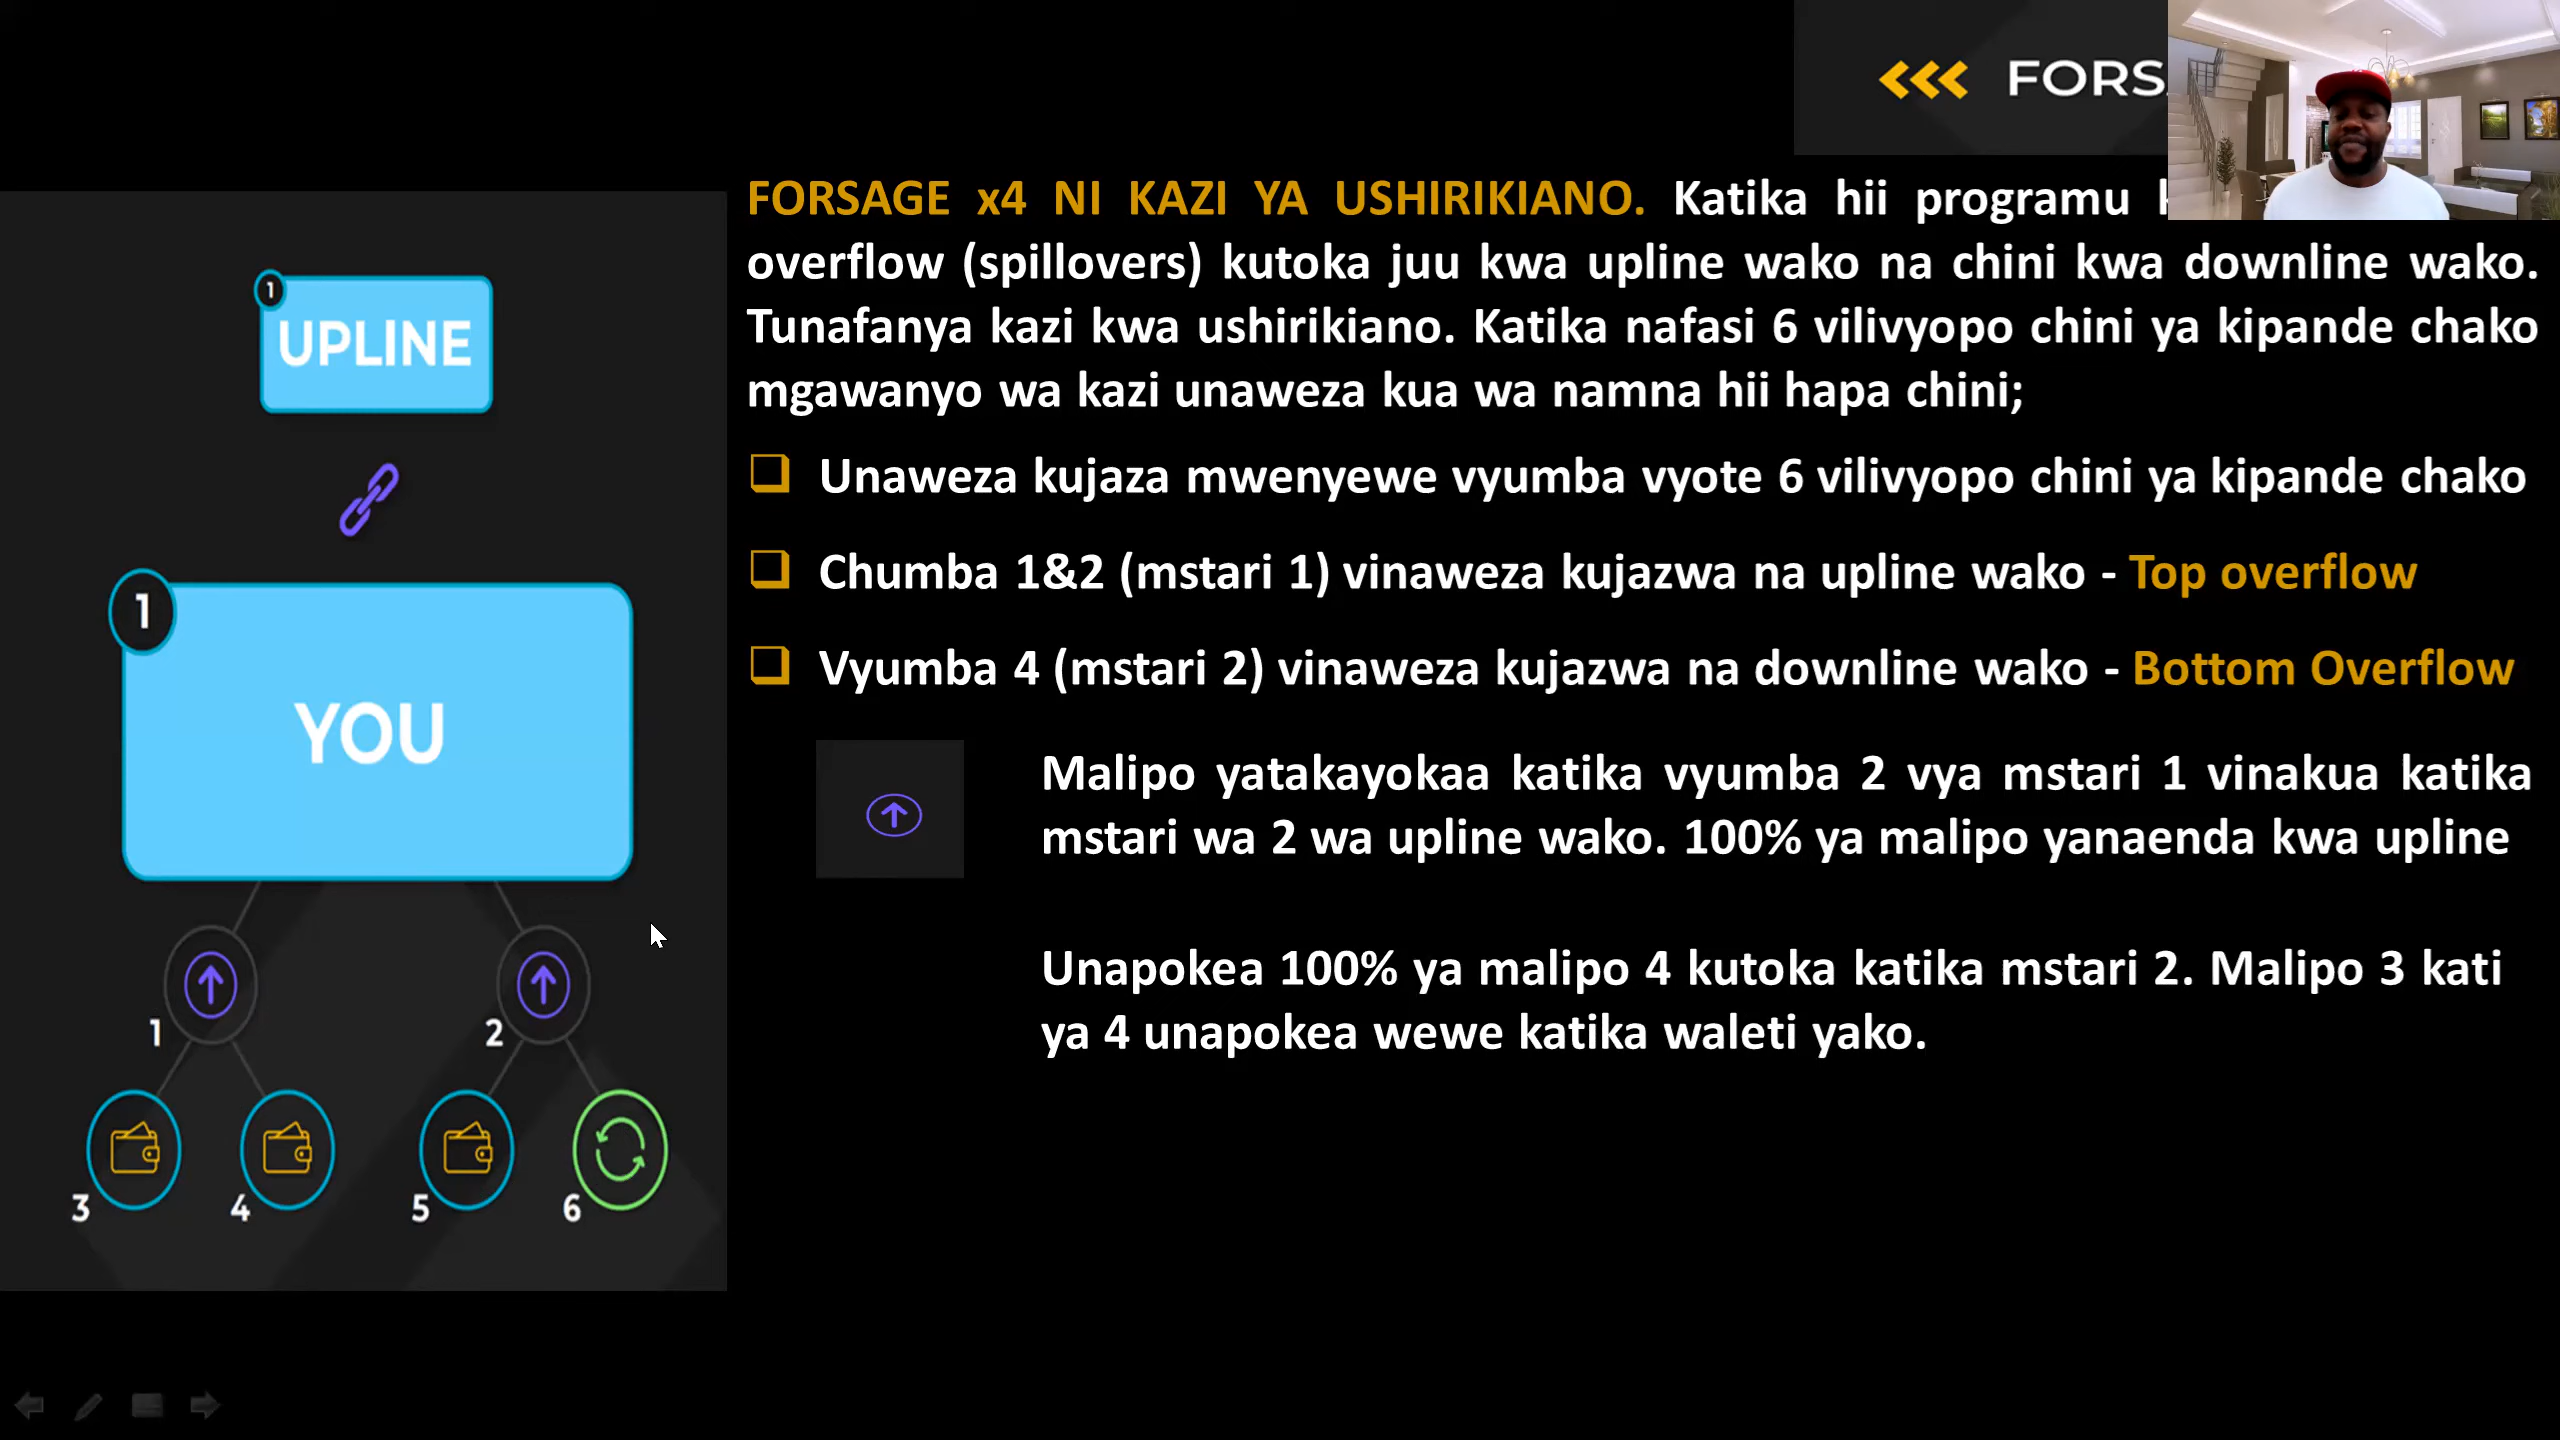 FORS
FORSAGE x4 NI KAZI YA USHIRIKIANO. Katika hii programu
overflow (spillovers) kutoka juu kwa upline wako na chini kwa downline wako.
Tunafanya kazi kwa ushirikiano. Katika nafasi 6 vilivyopo chini ya kipande chako
mgawanyo wa kazi unaweza kua wa namna hii hapa chini;
Unaweza kujaza mwenyewe vyumba vyote 6 vilivyopo chini ya kipande chako
Chumba 1&2 (mstari 1) vinaweza kujazwa na upline wako - Top overflow
Vyumba 4 (mstari 2) vinaweza kujazwa na downline wako - Bottom Overflow
Malipo yatakayokaa katika vyumba 2 vya mstari 1 vinakua katika
mstari wa 2 wa upline wako. 100% ya malipo yanaenda kwa upline
Unapokea 100% ya malipo 4 kutoka katika mstari 2. Malipo 3 kati
ya 4 unapokea wewe katika waleti yako.
1
UPLINE
1
YOU
1 2
3 4 5 6